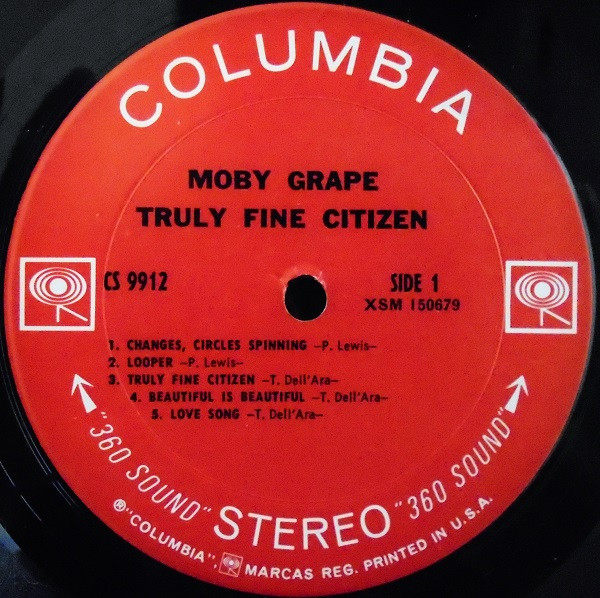 COLUMBIA
MOBY GRAPE
TRULY FINE CITIZEN
CS 9912
SIDE 1
XSM 150679
1. CHANGES, CIRCLES SPINNING —P. Lewis—
2. LOOPER —P. Lewis—
3. TRULY FINE CITIZEN —T. Dell'Ara—
4. BEAUTIFUL IS BEAUTIFUL —T. Dell'Ara—
5. LOVE SONG —T. Dell'Ara—
"360 SOUND" STEREO "360 SOUND"
℗"COLUMBIA", MARCAS REG. PRINTED IN U.S.A.